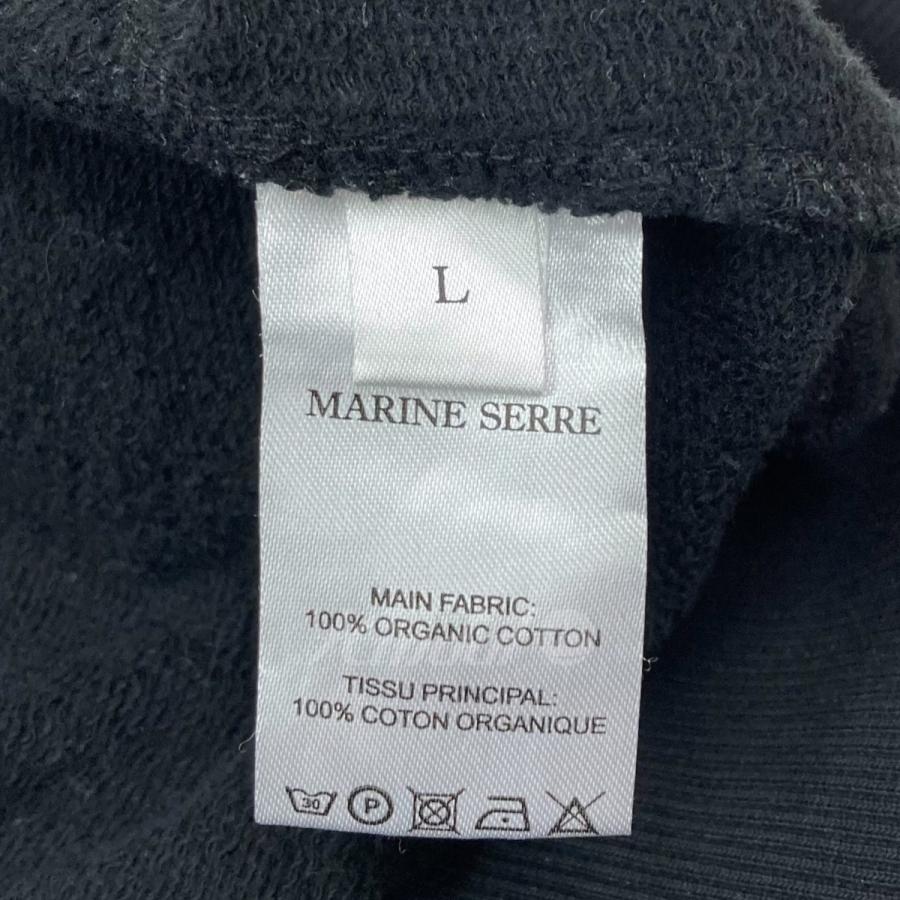 L
MARINE SERRE
MAIN FABRIC:
100% ORGANIC COTTON
TISSU PRINCIPAL:
100% COTON ORGANIQUE
30 P